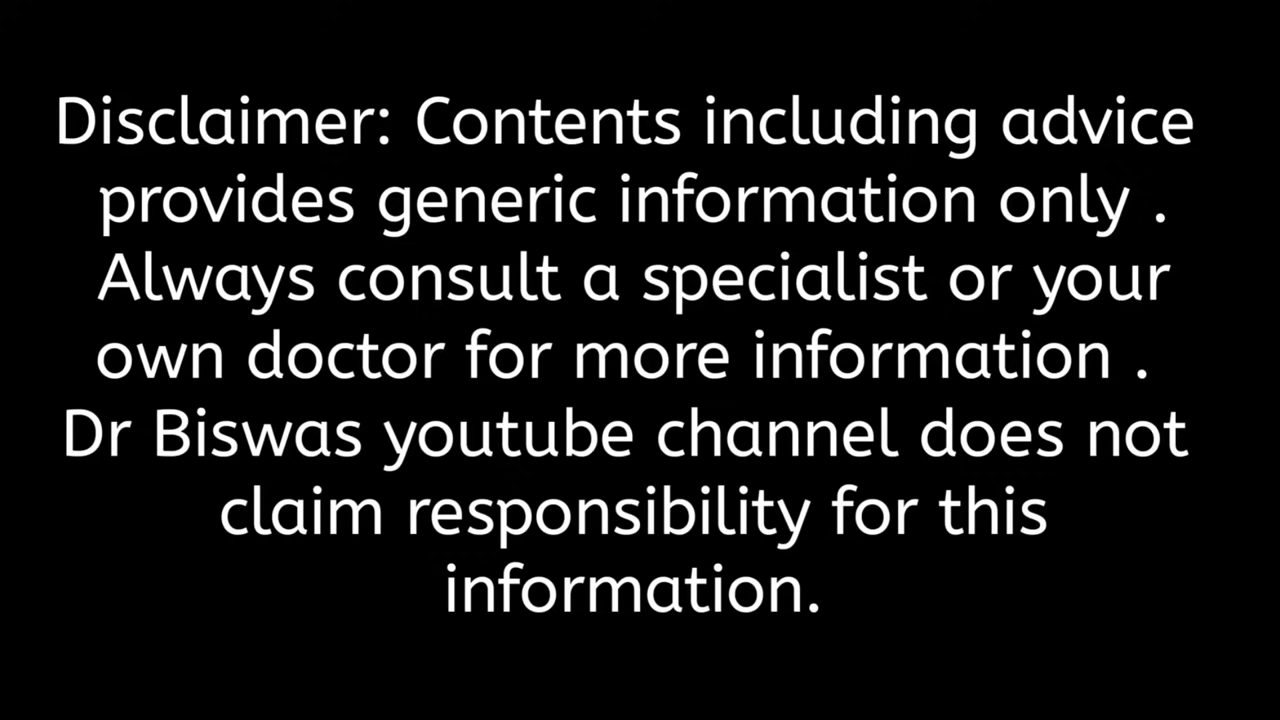 Disclaimer: Contents including advice
provides generic information only .
Always consult a specialist or your
own doctor for more information .
Dr Biswas youtube channel does not
claim responsibility for this
information.